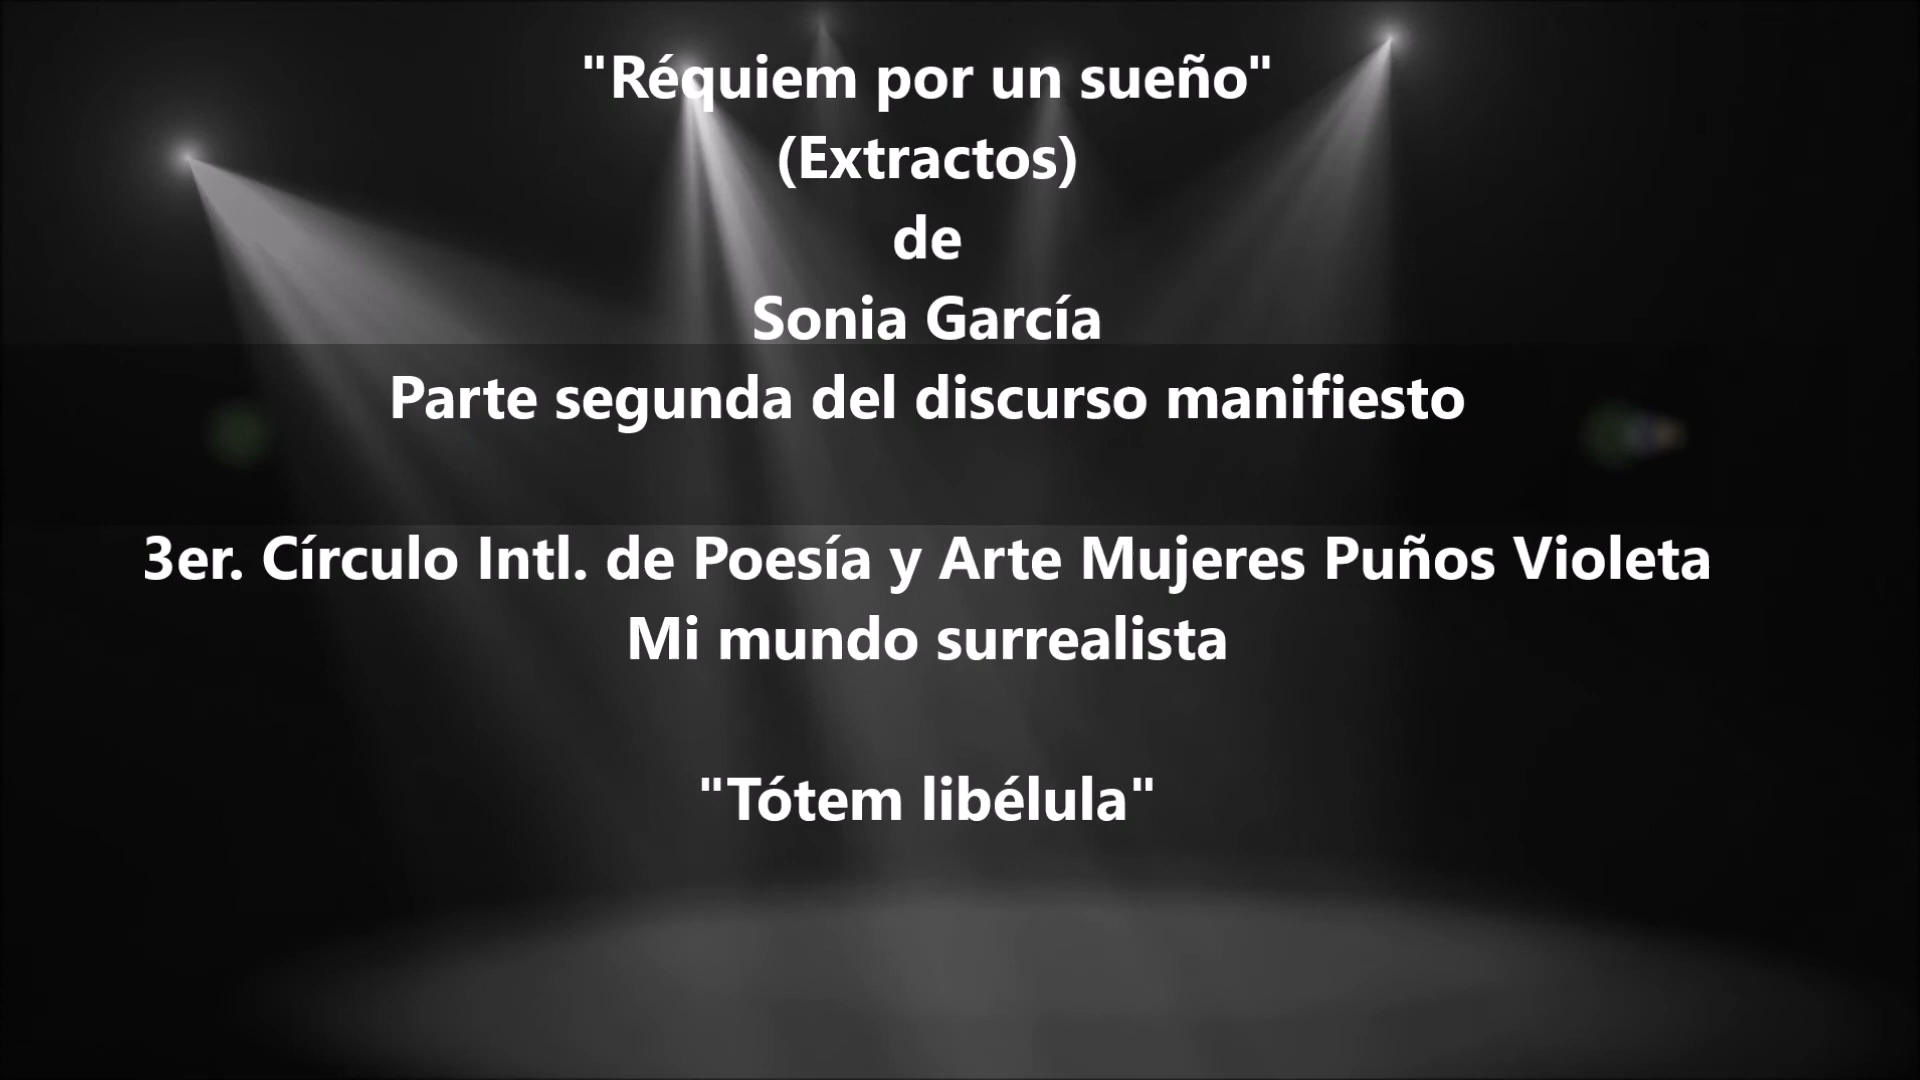 "Réquiem por un sueño"
(Extractos)
de
Sonia García
Parte segunda del discurso manifiesto
3er. Círculo Intl. de Poesía y Arte Mujeres Puños Violeta
Mi mundo surrealista
"Tótem libélula"